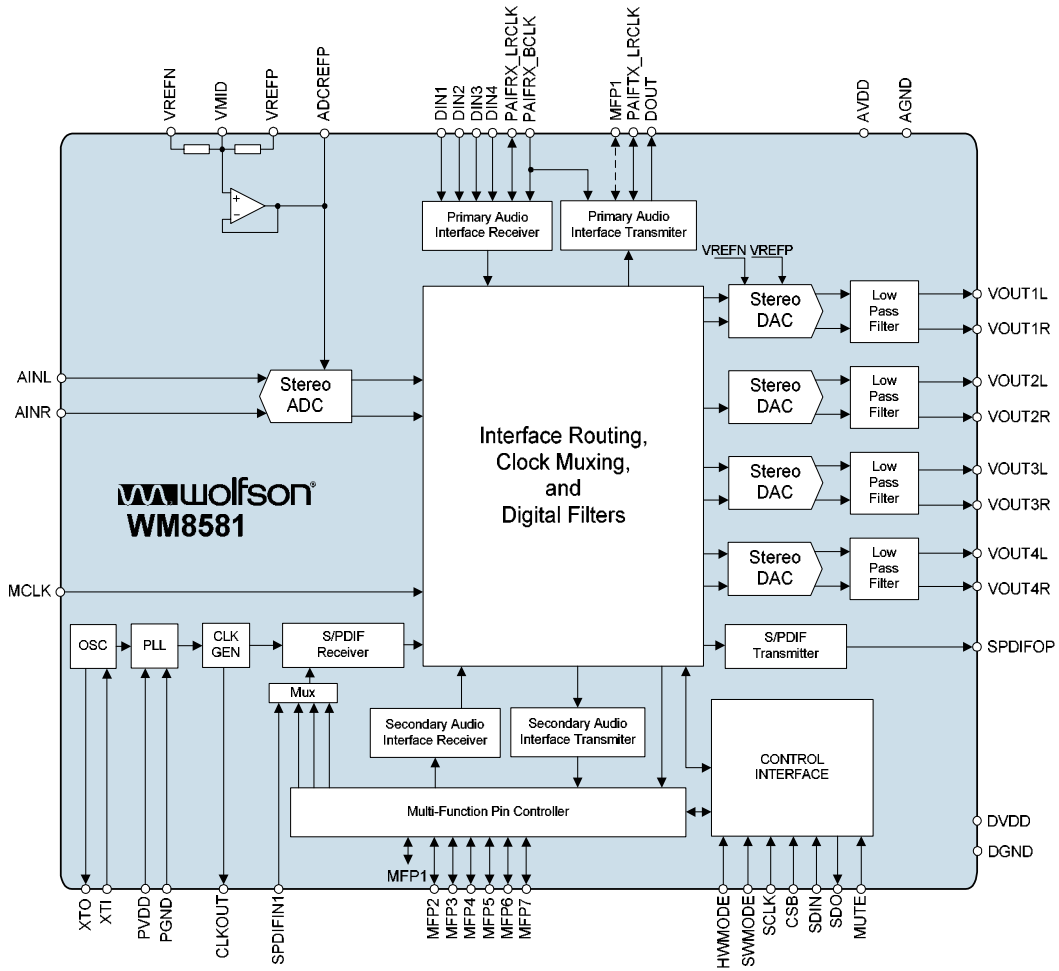 VREFN
VMID
VREFP
ADCREFP
DIN1
DIN2
DIN3
DIN4
PAIFRX_LRCLK
PAIFRX_BCLK
MFP1
PAIFTX_LRCLK
DOUT
AVDD
AGND
+
−
Primary Audio
Interface Receiver
Primary Audio
Interface Transmiter
VREFN VREFP
Stereo
DAC
Low
Pass
Filter
VOUT1L
VOUT1R
AINL
AINR
Stereo
ADC
Stereo
DAC
Low
Pass
Filter
VOUT2L
VOUT2R
Interface Routing,
Clock Muxing,
and
Digital Filters
Stereo
DAC
Low
Pass
Filter
VOUT3L
VOUT3R
wolfson®
WM8581
Stereo
DAC
Low
Pass
Filter
VOUT4L
VOUT4R
MCLK
OSC
PLL
CLK
GEN
S/PDIF
Receiver
S/PDIF
Transmitter
SPDIFOP
Mux
Secondary Audio
Interface Receiver
Secondary Audio
Interface Transmiter
CONTROL
INTERFACE
Multi-Function Pin Controller
DVDD
DGND
MFP1
XTO
XTI
PVDD
PGND
CLKOUT
SPDIFIN1
MFP2
MFP3
MFP4
MFP5
MFP6
MFP7
HWMODE
SWMODE
SCLK
CSB
SDIN
SDO
MUTE